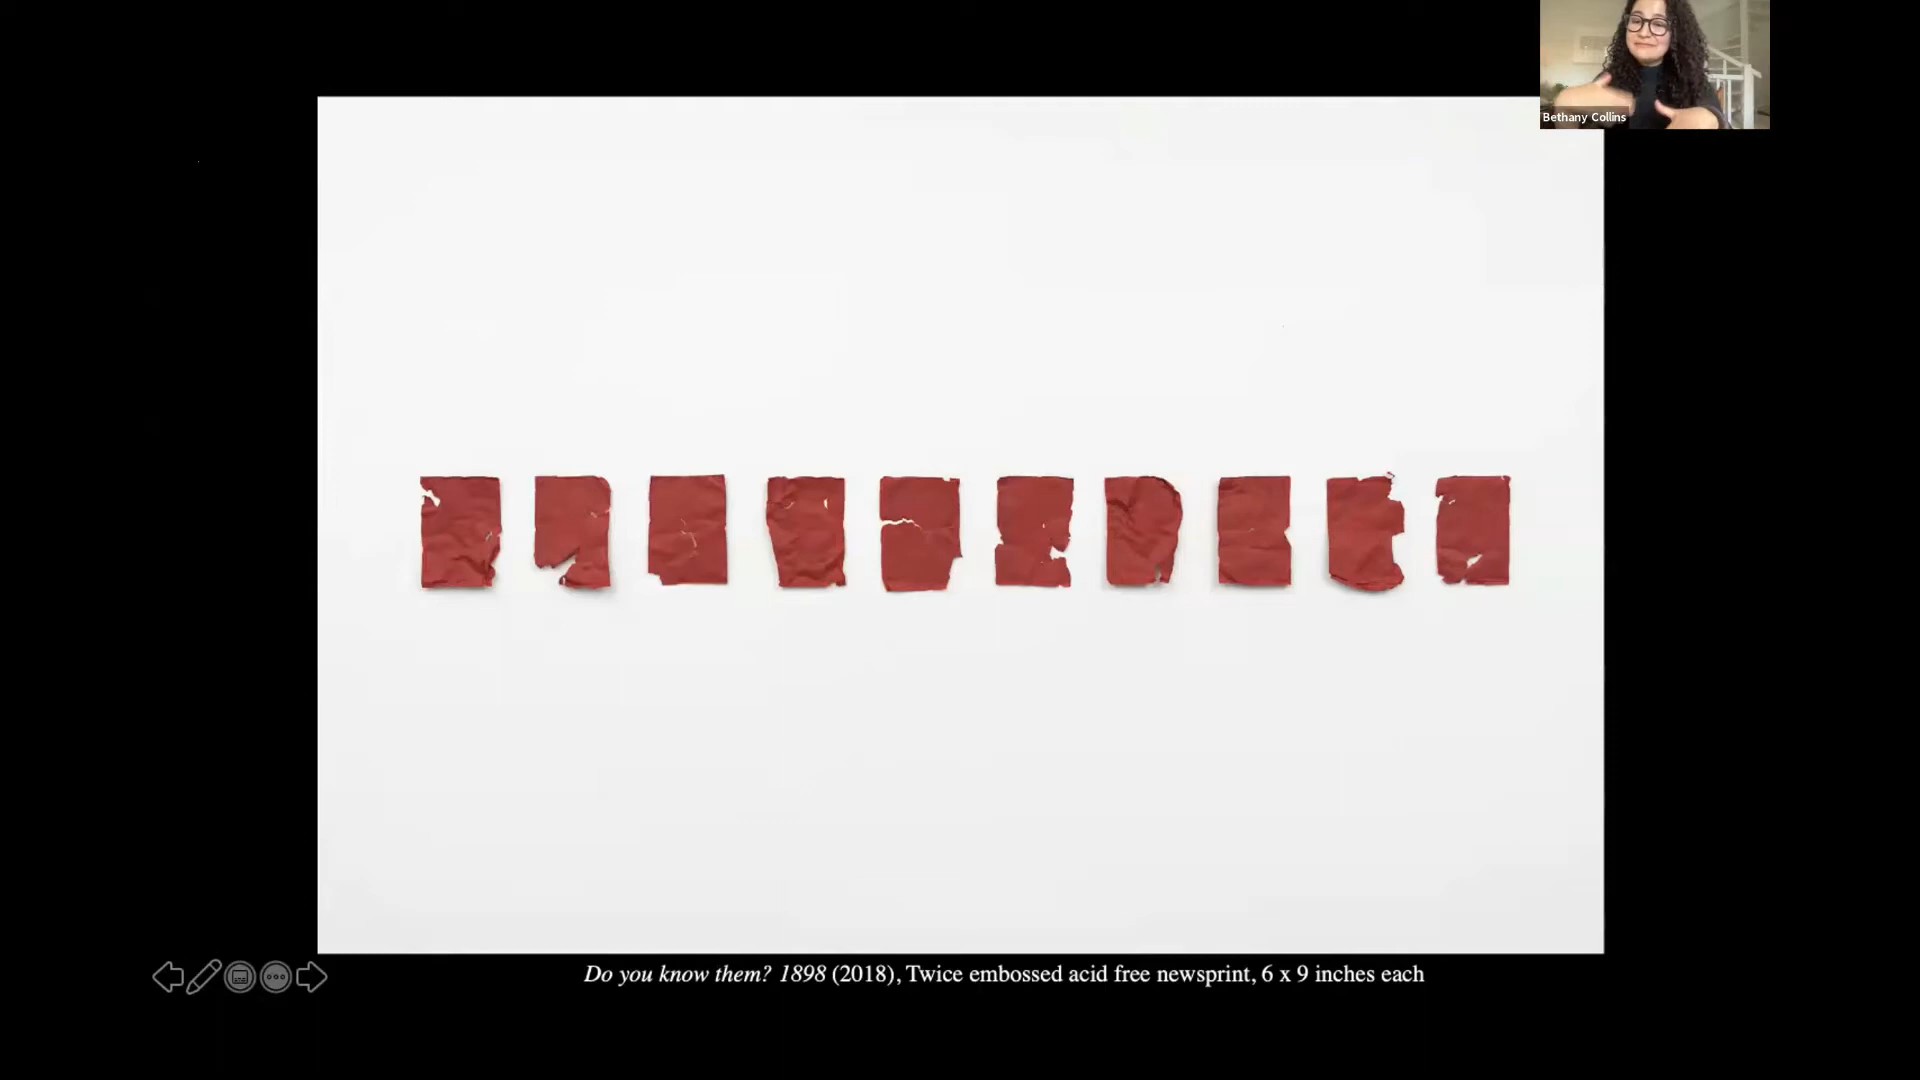 Bethany Collins
Do you know them? 1898 (2018), Twice embossed acid free newsprint, 6 x 9 inches each